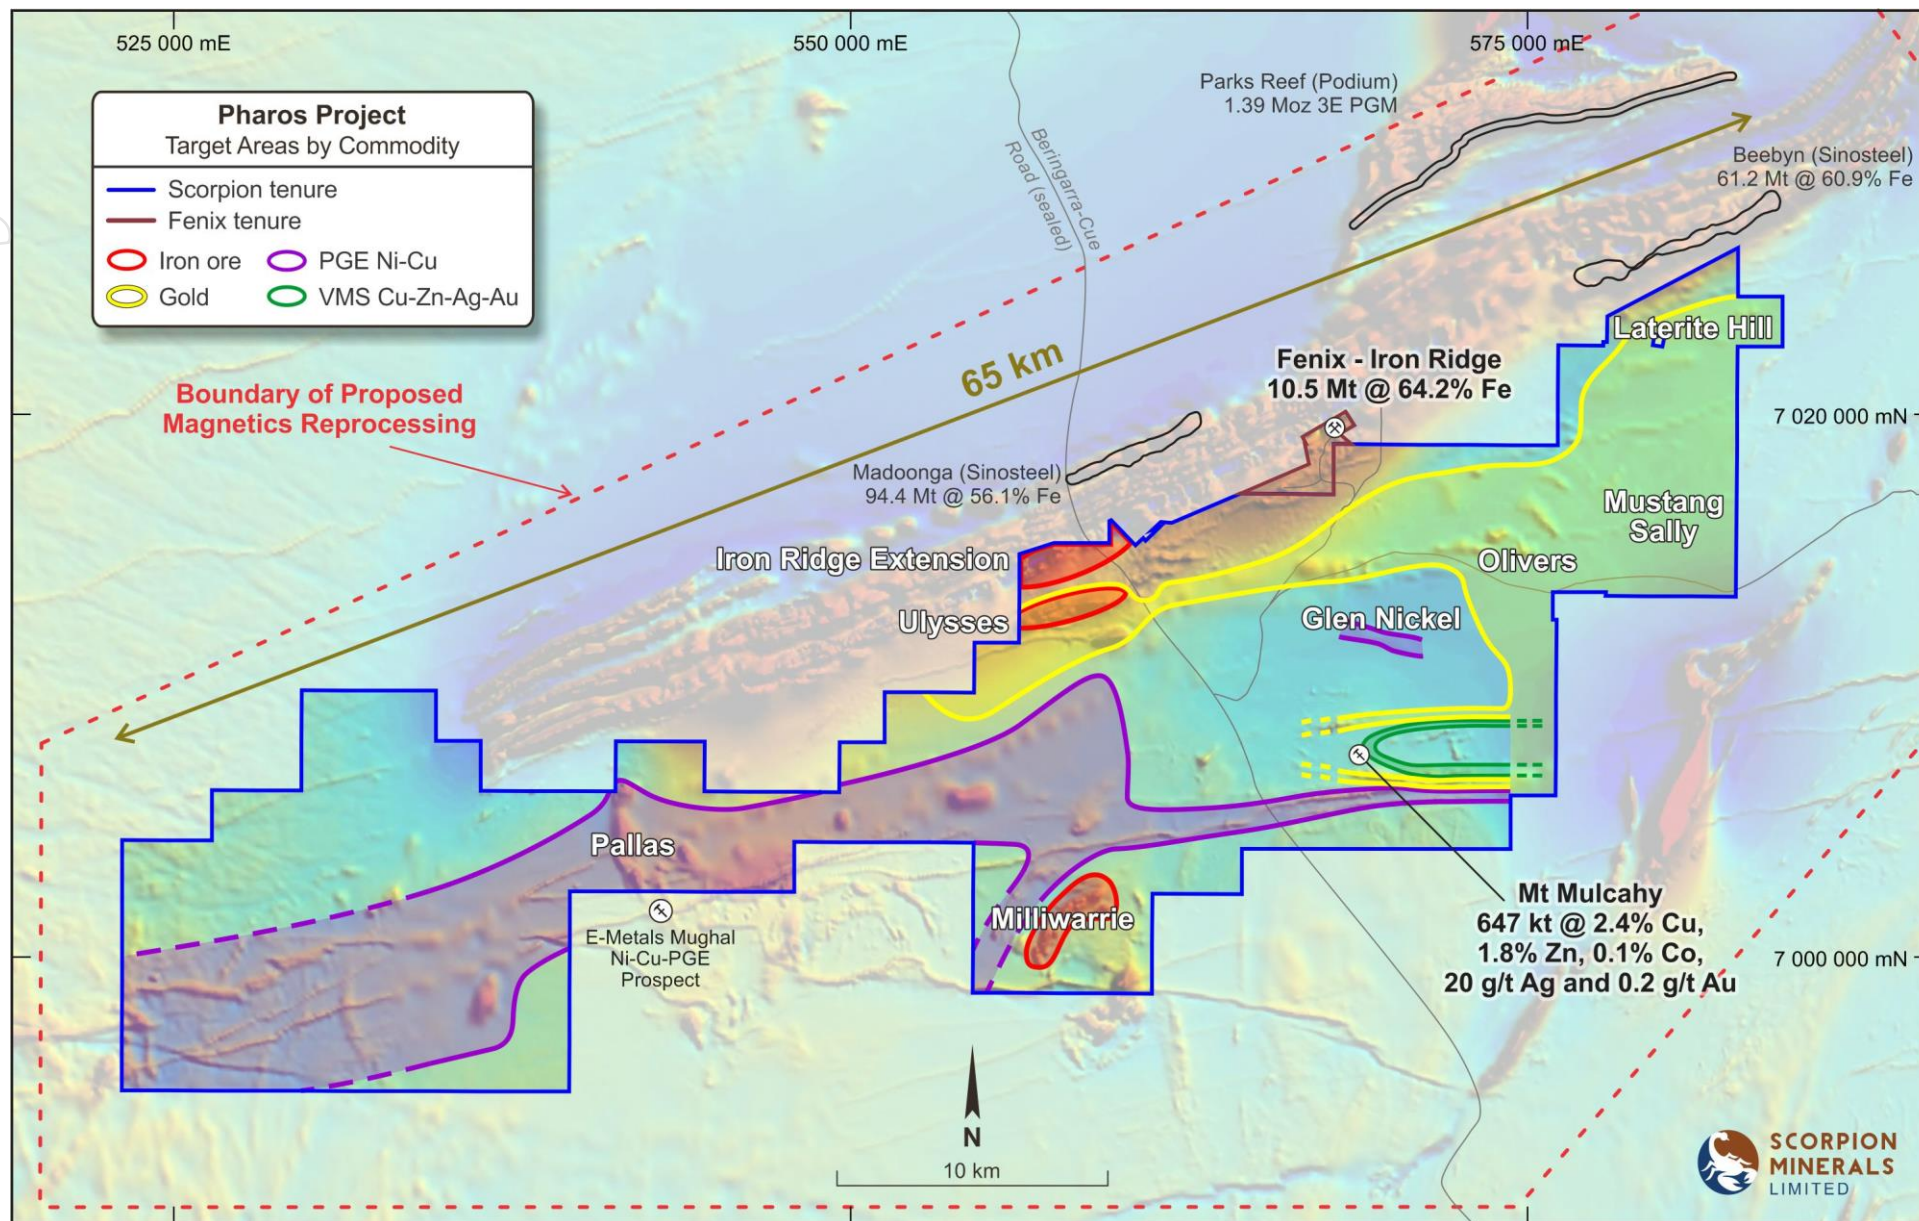 525 000 mE
550 000 mE
575 000 mE
Pharos Project
Target Areas by Commodity
Scorpion tenure
Fenix tenure
Iron ore
PGE Ni-Cu
Gold
VMS Cu-Zn-Ag-Au
Parks Reef (Podium)
1.39 Moz 3E PGM
Beringarra-Cue
Road (sealed)
Beebyn (Sinosteel)
61.2 Mt @ 60.9% Fe
Laterite Hill
65 km
Fenix - Iron Ridge
10.5 Mt @ 64.2% Fe
Boundary of Proposed
Magnetics Reprocessing
7 020 000 mN
Madoonga (Sinosteel)
94.4 Mt @ 56.1% Fe
Mustang
Sally
Iron Ridge Extension
Olivers
Ulysses
Glen Nickel
Pallas
Mt Mulcahy
647 kt @ 2.4% Cu,
1.8% Zn, 0.1% Co,
20 g/t Ag and 0.2 g/t Au
Milliwarrie
E-Metals Mughal
Ni-Cu-PGE
Prospect
7 000 000 mN
N
10 km
SCORPION
MINERALS
LIMITED